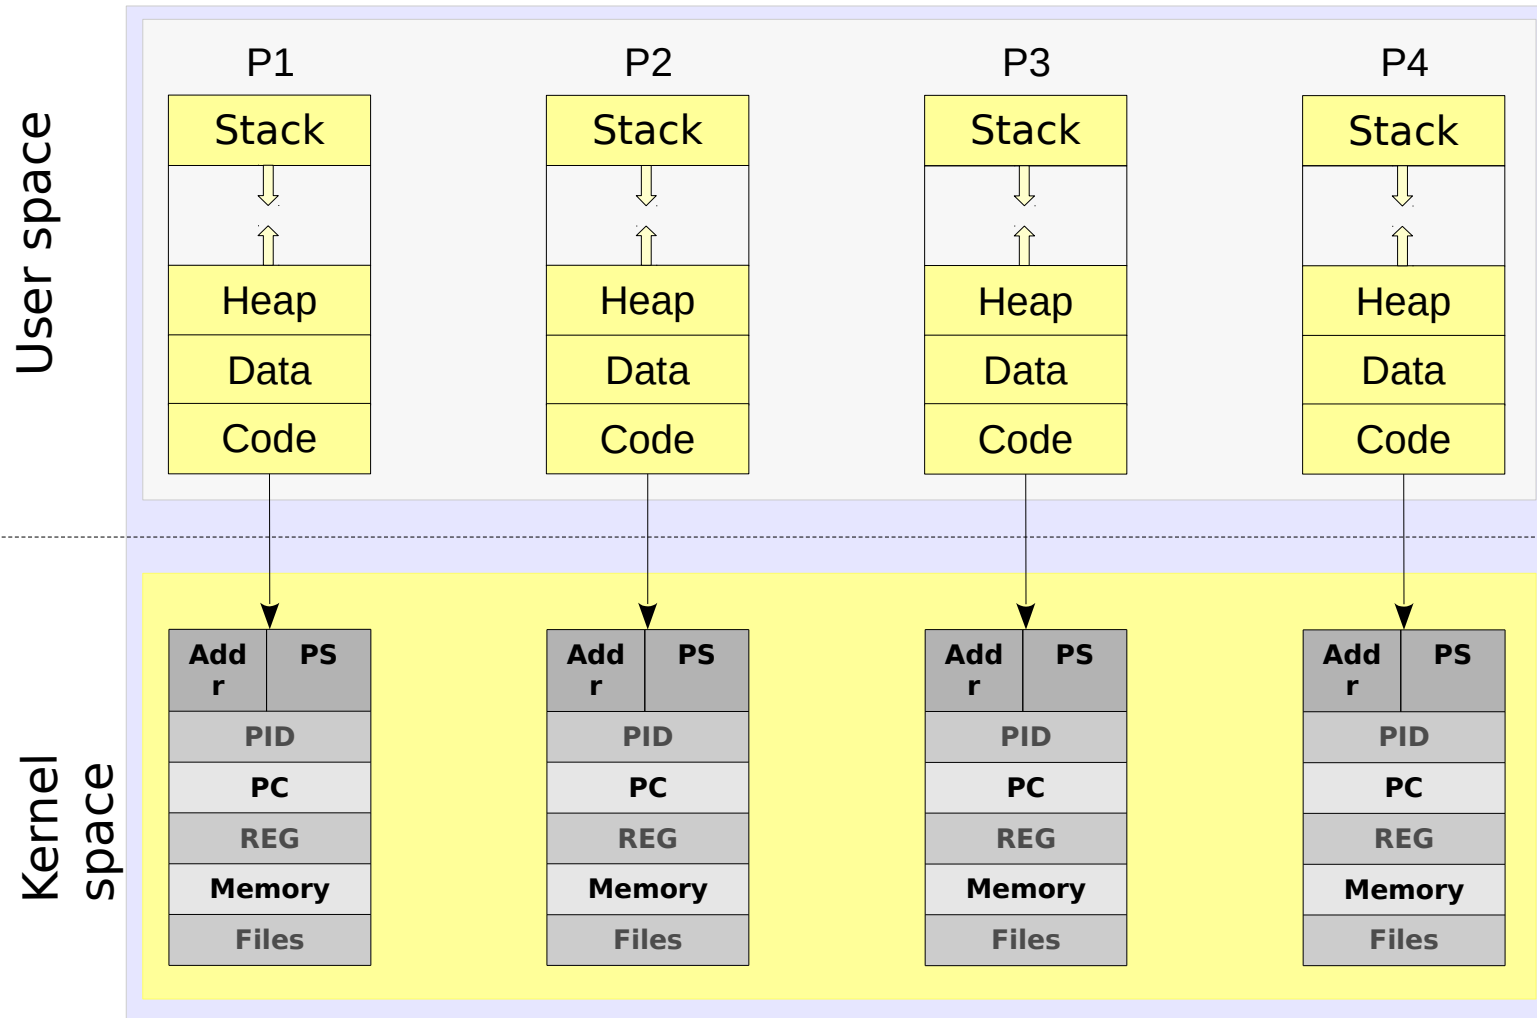 User space
P1
P2
P3
P4
Stack
Stack
Stack
Stack
Heap
Heap
Heap
Heap
Data
Data
Data
Data
Code
Code
Code
Code
Kernel
space
Add
r
PS
Add
r
PS
Add
r
PS
Add
r
PS
PID
PID
PID
PID
PC
PC
PC
PC
REG
REG
REG
REG
Memory
Memory
Memory
Memory
Files
Files
Files
Files